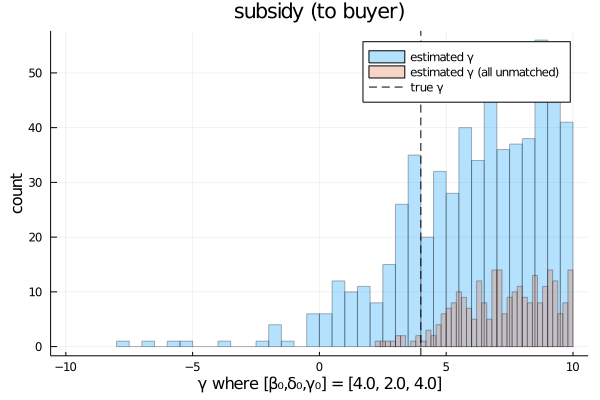 subsidy (to buyer)
estimated γ
estimated γ (all unmatched)
true γ
50
40
30
20
10
0
count
−10 −5 0 5 10
γ where [β₀,δ₀,γ₀] = [4.0, 2.0, 4.0]